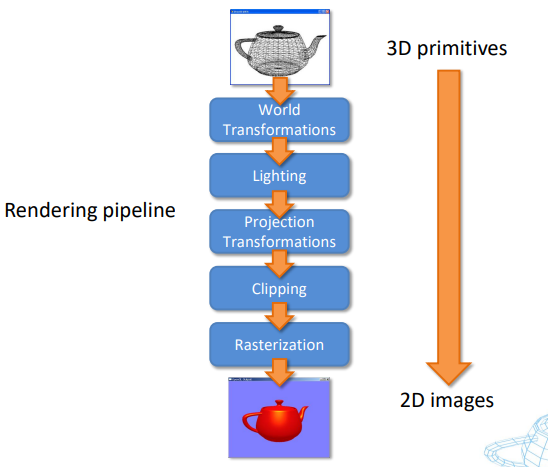 3D primitives
World
Transformations
Lighting
Rendering pipeline
Projection
Transformations
Clipping
Rasterization
2D images